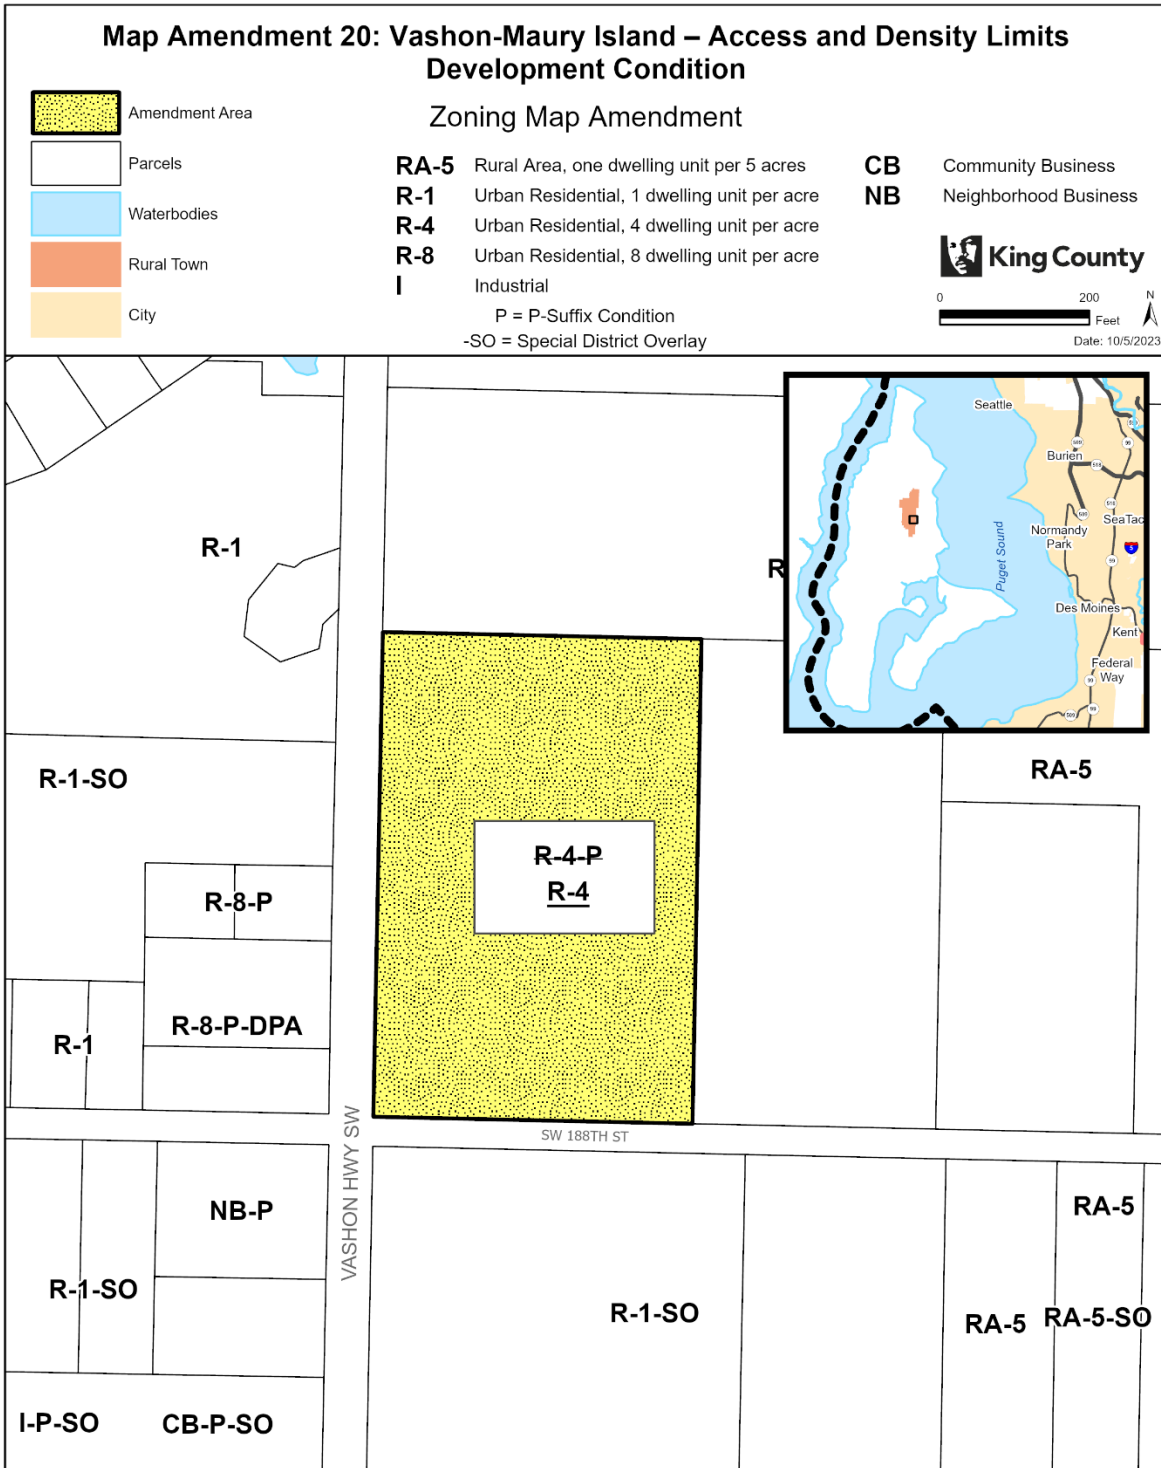 Map Amendment 20: Vashon-Maury Island – Access and Density Limits
Development Condition
Zoning Map Amendment
Amendment Area
Parcels
Waterbodies
Rural Town
City
RA-5 Rural Area, one dwelling unit per 5 acres
R-1 Urban Residential, 1 dwelling unit per acre
R-4 Urban Residential, 4 dwelling unit per acre
R-8 Urban Residential, 8 dwelling unit per acre
I Industrial
P = P-Suffix Condition
-SO = Special District Overlay
CB Community Business
NB Neighborhood Business
King County
0 200
Feet
N
Date: 10/5/2023
Seattle
Burien
518
509
99
Normandy
Park
SeaTac
5
Puget Sound
Des Moines
Kent
Federal
Way
R-1
R
R-1-SO
RA-5
R-4-P
R-4
R-8-P
R-8-P-DPA
R-1
SW 188TH ST
VASHON HWY SW
NB-P
RA-5
R-1-SO
R-1-SO
RA-5
RA-5-SO
I-P-SO
CB-P-SO